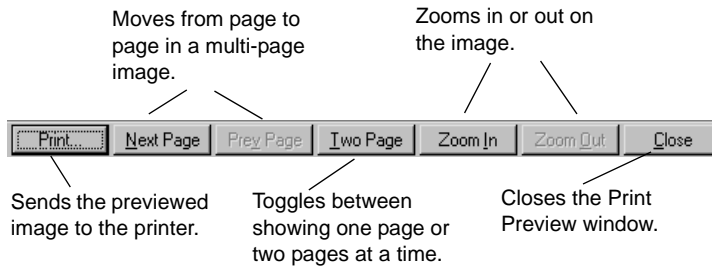 Moves from page to
page in a multi-page
image.
Zooms in or out on
the image.
Print... Next Page Prev Page Two Page Zoom In Zoom Out Close
Sends the previewed
image to the printer.
Toggles between
showing one page or
two pages at a time.
Closes the Print
Preview window.